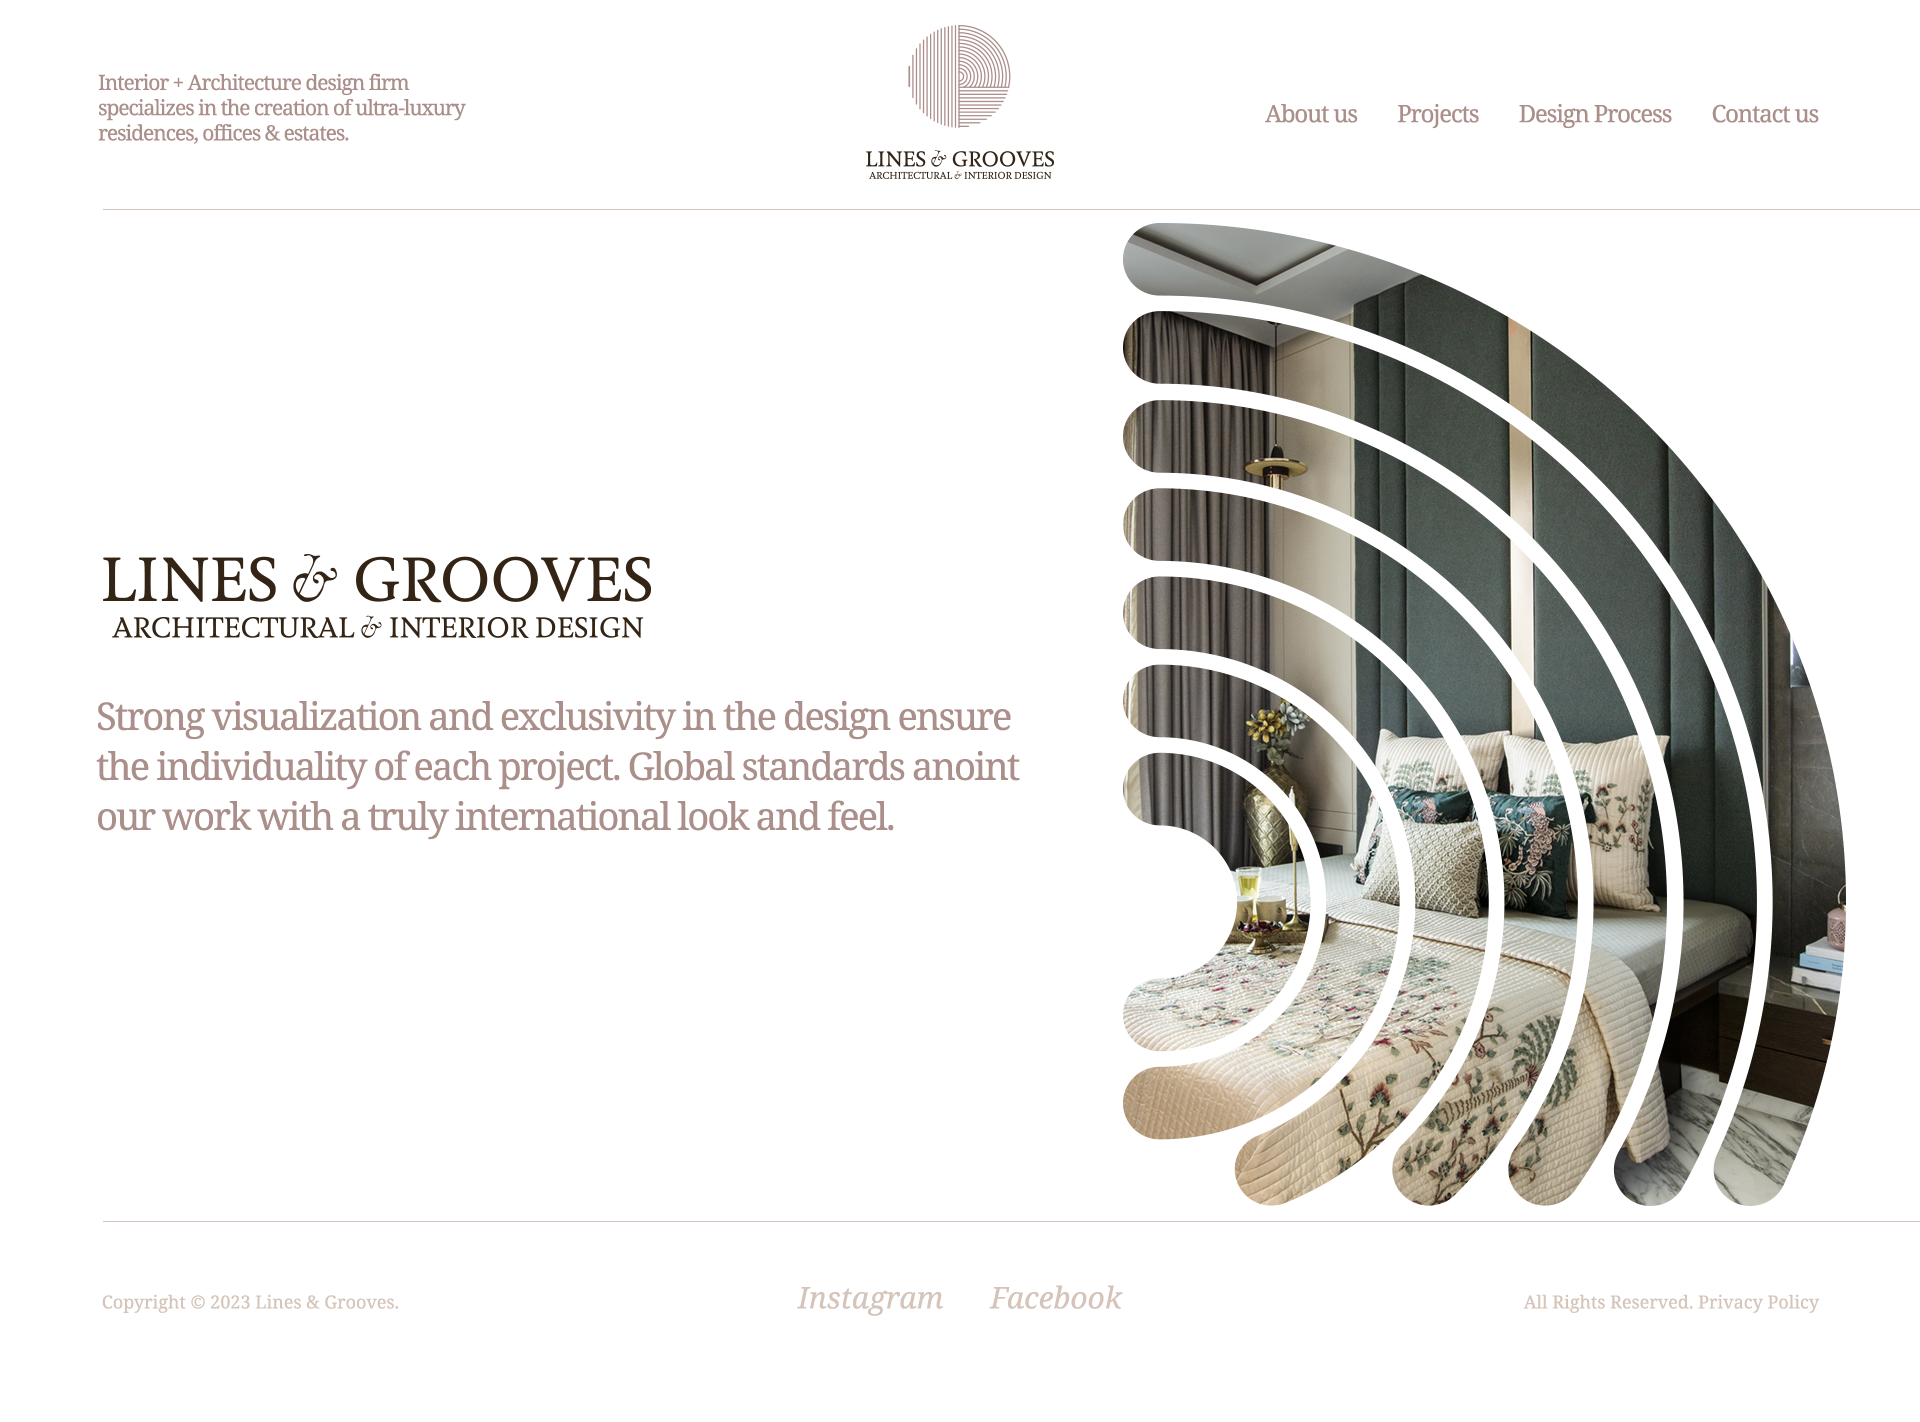 Interior + Architecture design firm
specializes in the creation of ultra-luxury
residences, offices & estates.
LINES & GROOVES
ARCHITECTURAL & INTERIOR DESIGN
About us Projects Design Process Contact us
LINES & GROOVES
ARCHITECTURAL & INTERIOR DESIGN
Strong visualization and exclusivity in the design ensure
the individuality of each project. Global standards anoint
our work with a truly international look and feel.
Copyright © 2023 Lines & Grooves.
Instagram Facebook
All Rights Reserved. Privacy Policy